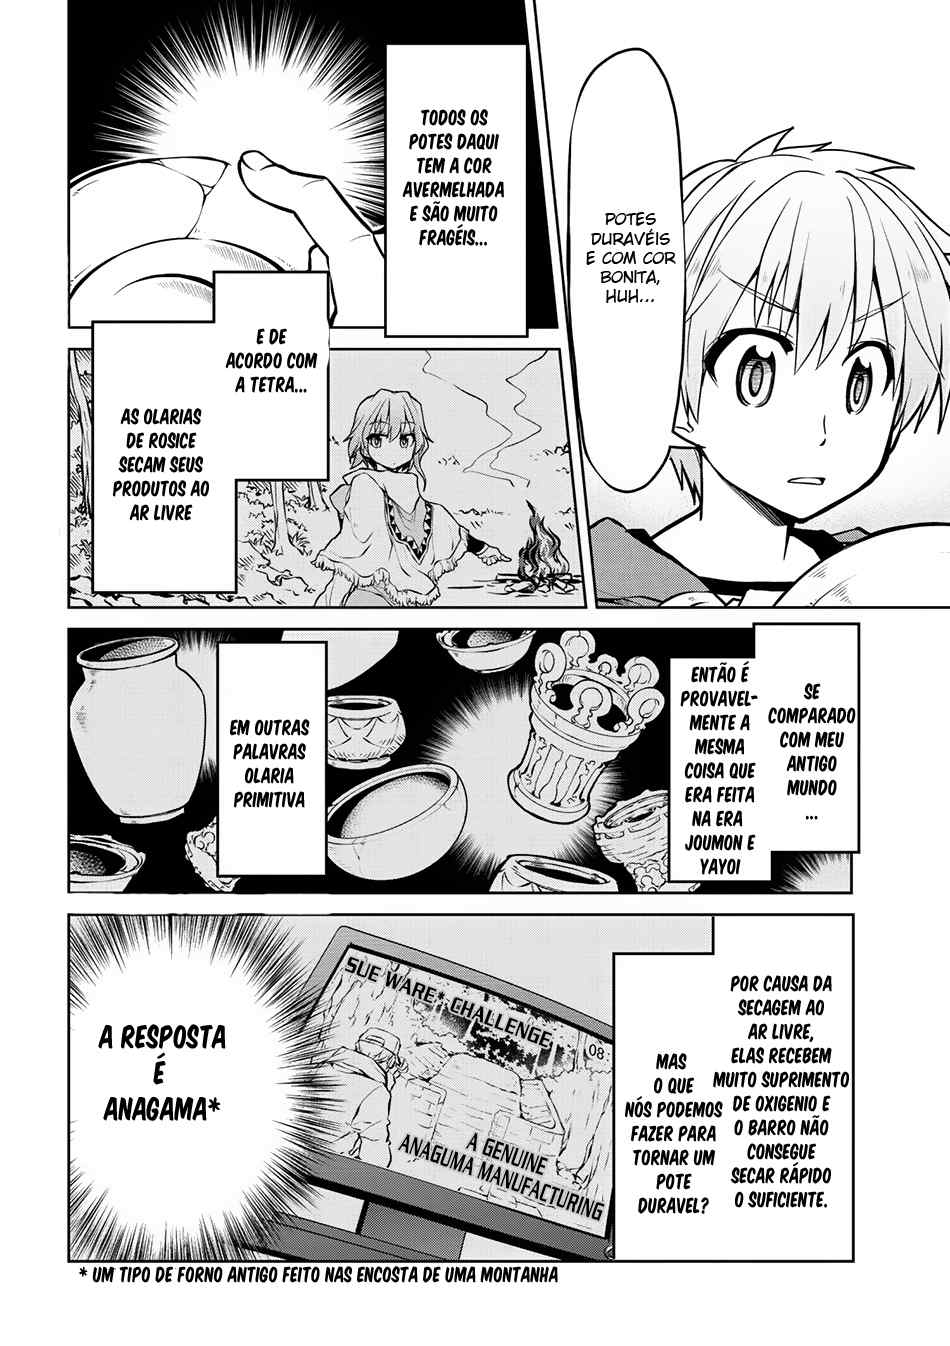 POTES
DURAVÉIS
E COM COR
BONITA,
HUH...
TODOS OS
POTES DAQUI
TEM A COR
AVERMELHADA
E SÃO MUITO
FRAGÉIS...
E DE
ACORDO COM
A TETRA...
AS OLARIAS
DE ROSICE
SECAM SEUS
PRODUTOS AO
AR LIVRE
SE
COMPARADO
COM MEU
ANTIGO
MUNDO
...
ENTÃO É
PROVAVEL-
MENTE A
MESMA
COISA QUE
ERA FEITA
NA ERA
JOUMON E
YAYOI
EM OUTRAS
PALAVRAS
OLARIA
PRIMITIVA
POR CAUSA DA
SECAGEM AO
AR LIVRE,
ELAS RECEBEM
MUITO SUPRIMENTO
DE OXIGENIO E
O BARRO NÃO
CONSEGUE
SECAR RÁPIDO
O SUFICIENTE.
MAS
O QUE
NÓS PODEMOS
FAZER PARA
TORNAR UM
POTE
DURAVEL?
SUE WARE* CHALLENGE
08
A GENUINE
ANAGUMA MANUFACTURING
A RESPOSTA
É
ANAGAMA*
* UM TIPO DE FORNO ANTIGO FEITO NAS ENCOSTA DE UMA MONTANHA